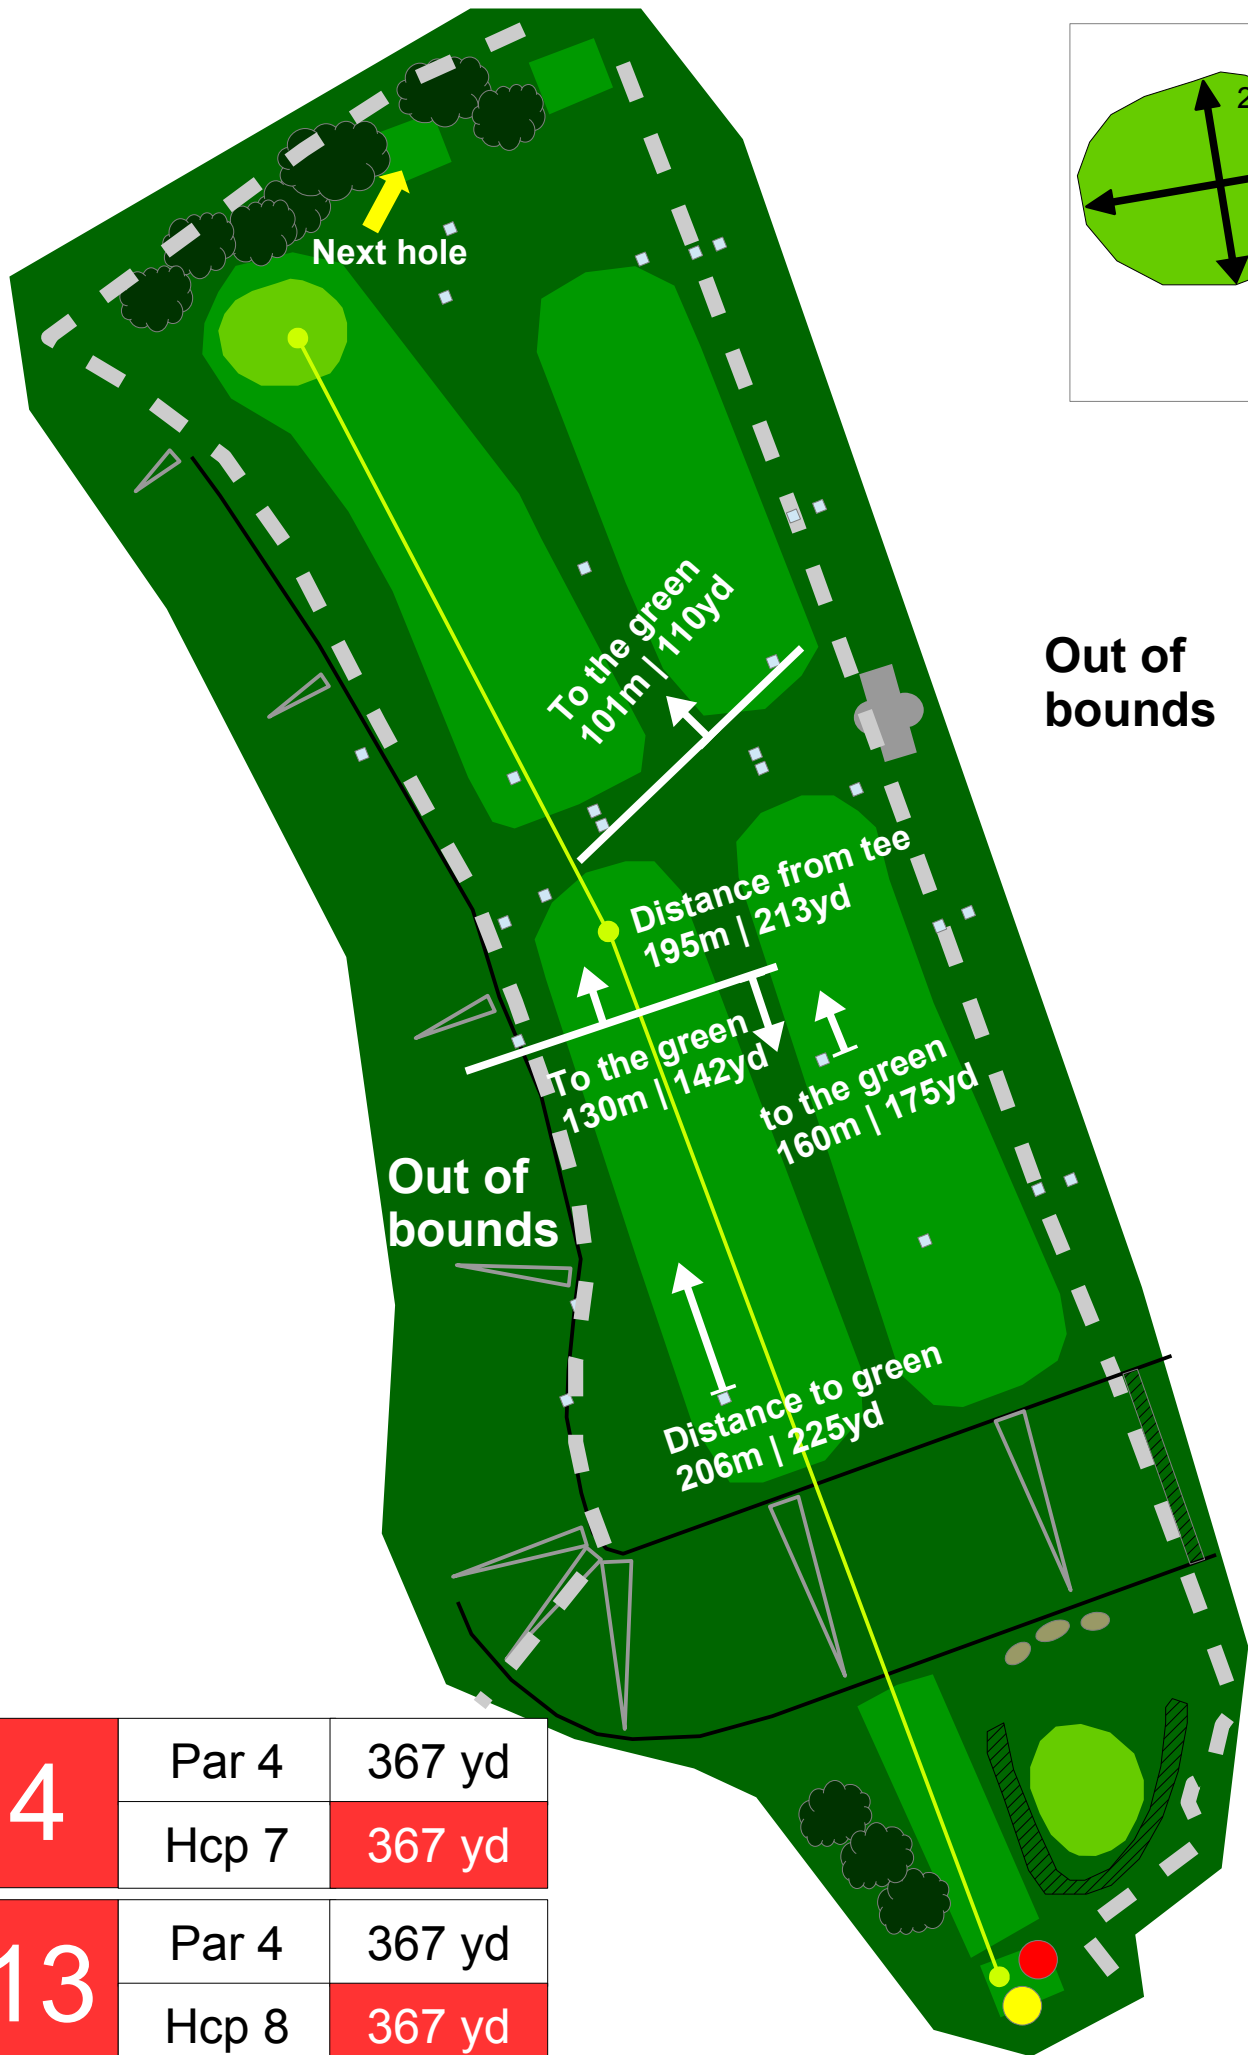 2
Next hole
To the green
101m | 110yd
Out of
bounds
Distance from tee
195m | 213yd
To the green
130m | 142yd
to the green
160m | 175yd
Out of
bounds
Distance to green
206m | 225yd
4
Par 4
367 yd
Hcp 7
367 yd
13
Par 4
367 yd
Hcp 8
367 yd